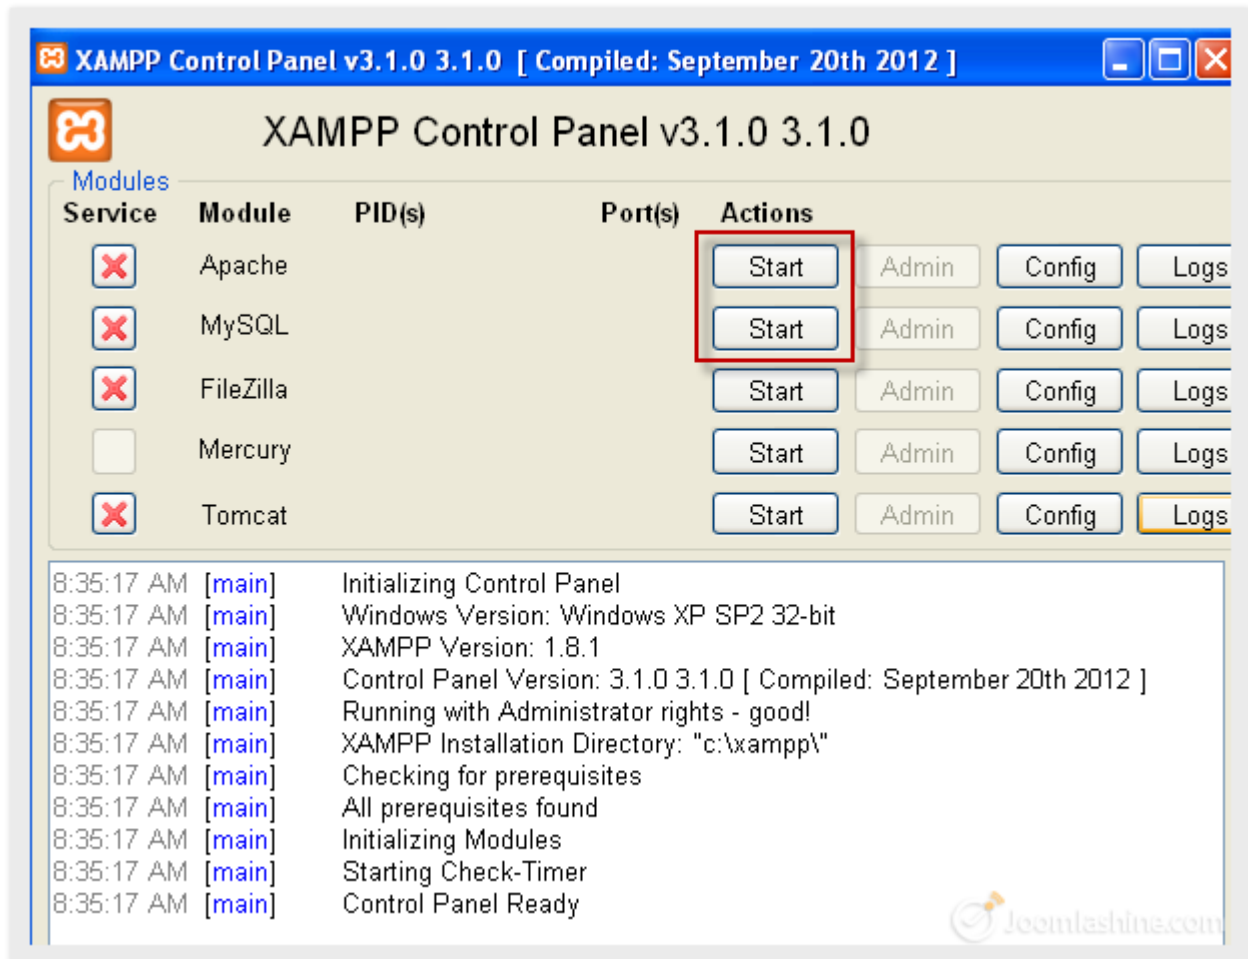 XAMPP Control Panel v3.1.0 3.1.0 [ Compiled: September 20th 2012 ]
XAMPP Control Panel v3.1.0 3.1.0
Modules
Service Module PID(s) Port(s) Actions
Apache Start Admin Config Logs
MySQL Start Admin Config Logs
FileZilla Start Admin Config Logs
Mercury Start Admin Config Logs
Tomcat Start Admin Config Logs
8:35:17 AM [main] Initializing Control Panel
8:35:17 AM [main] Windows Version: Windows XP SP2 32-bit
8:35:17 AM [main] XAMPP Version: 1.8.1
8:35:17 AM [main] Control Panel Version: 3.1.0 3.1.0 [ Compiled: September 20th 2012 ]
8:35:17 AM [main] Running with Administrator rights - good!
8:35:17 AM [main] XAMPP Installation Directory: "c:\xampp\"
8:35:17 AM [main] Checking for prerequisites
8:35:17 AM [main] All prerequisites found
8:35:17 AM [main] Initializing Modules
8:35:17 AM [main] Starting Check-Timer
8:35:17 AM [main] Control Panel Ready
Joomlashine.com